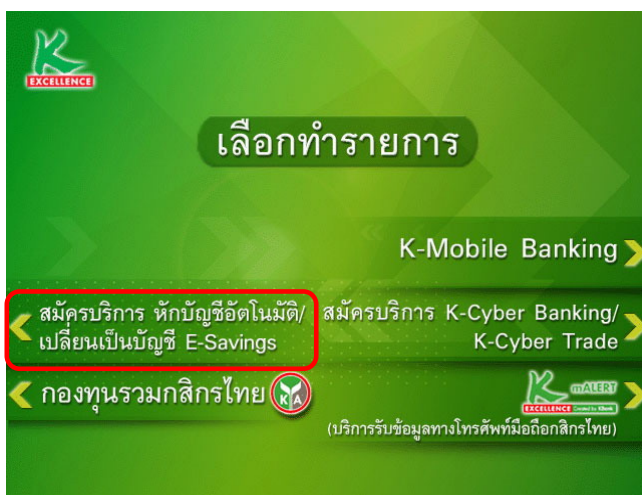 K
EXCELLENCE
เลือกทำรายการ
K-Mobile Banking
สมัครบริการ หักบัญชีอัตโนมัติ/
เปลี่ยนเป็นบัญชี E-Savings
สมัครบริการ K-Cyber Banking/
K-Cyber Trade
กองทุนรวมกสิกรไทย K A
K mALERT
EXCELLENCE Created by KBank
(บริการรับข้อมูลทางโทรศัพท์มือถือกสิกรไทย)